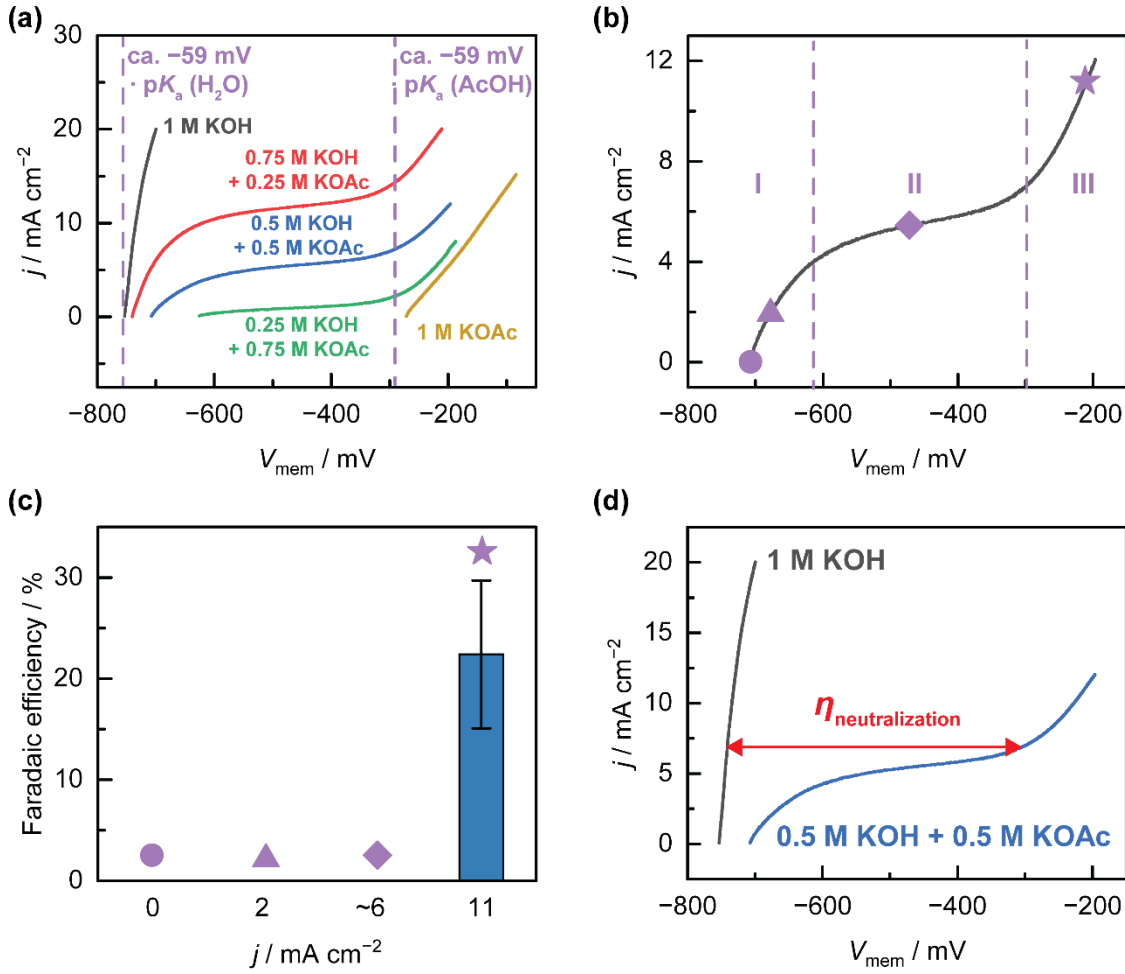 (a)
30
20
10
0
j / mA cm⁻²
ca. −59 mV
· pKa (H₂O)
ca. −59 mV
· pKa (AcOH)
1 M KOH
0.75 M KOH
+ 0.25 M KOAc
0.5 M KOH
+ 0.5 M KOAc
0.25 M KOH
+ 0.75 M KOAc
1 M KOAc
−800
−600
−400
−200
Vmem / mV
(b)
12
8
4
0
j / mA cm⁻²
I
II
III
−800
−600
−400
−200
Vmem / mV
(c)
30
20
10
0
Faradaic efficiency / %
0
2
~6
11
j / mA cm⁻²
(d)
20
15
10
5
0
j / mA cm⁻²
1 M KOH
ηneutralization
0.5 M KOH + 0.5 M KOAc
−800
−600
−400
−200
Vmem / mV